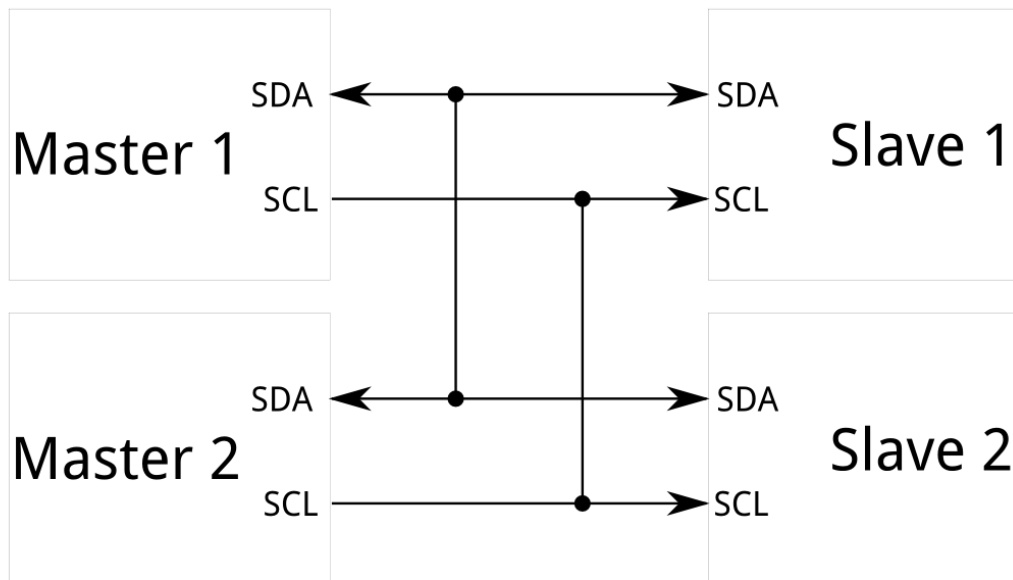 SDA
SDA
Master 1
Slave 1
SCL
SCL
SDA
SDA
Master 2
Slave 2
SCL
SCL